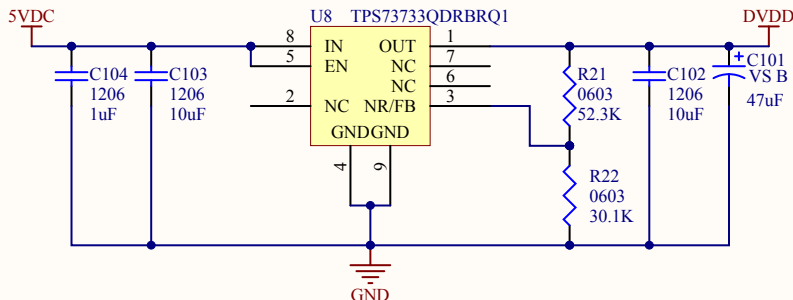 5VDC
U8 TPS73733QDRBRQ1
DVDD
8 IN OUT 1
5 EN NC 7
NC 6
2 NC NR/FB 3
GND GND
4 9
C104
1206
1uF
C103
1206
10uF
R21
0603
52.3K
R22
0603
30.1K
C102
1206
10uF
+ C101
VS B
47uF
GND